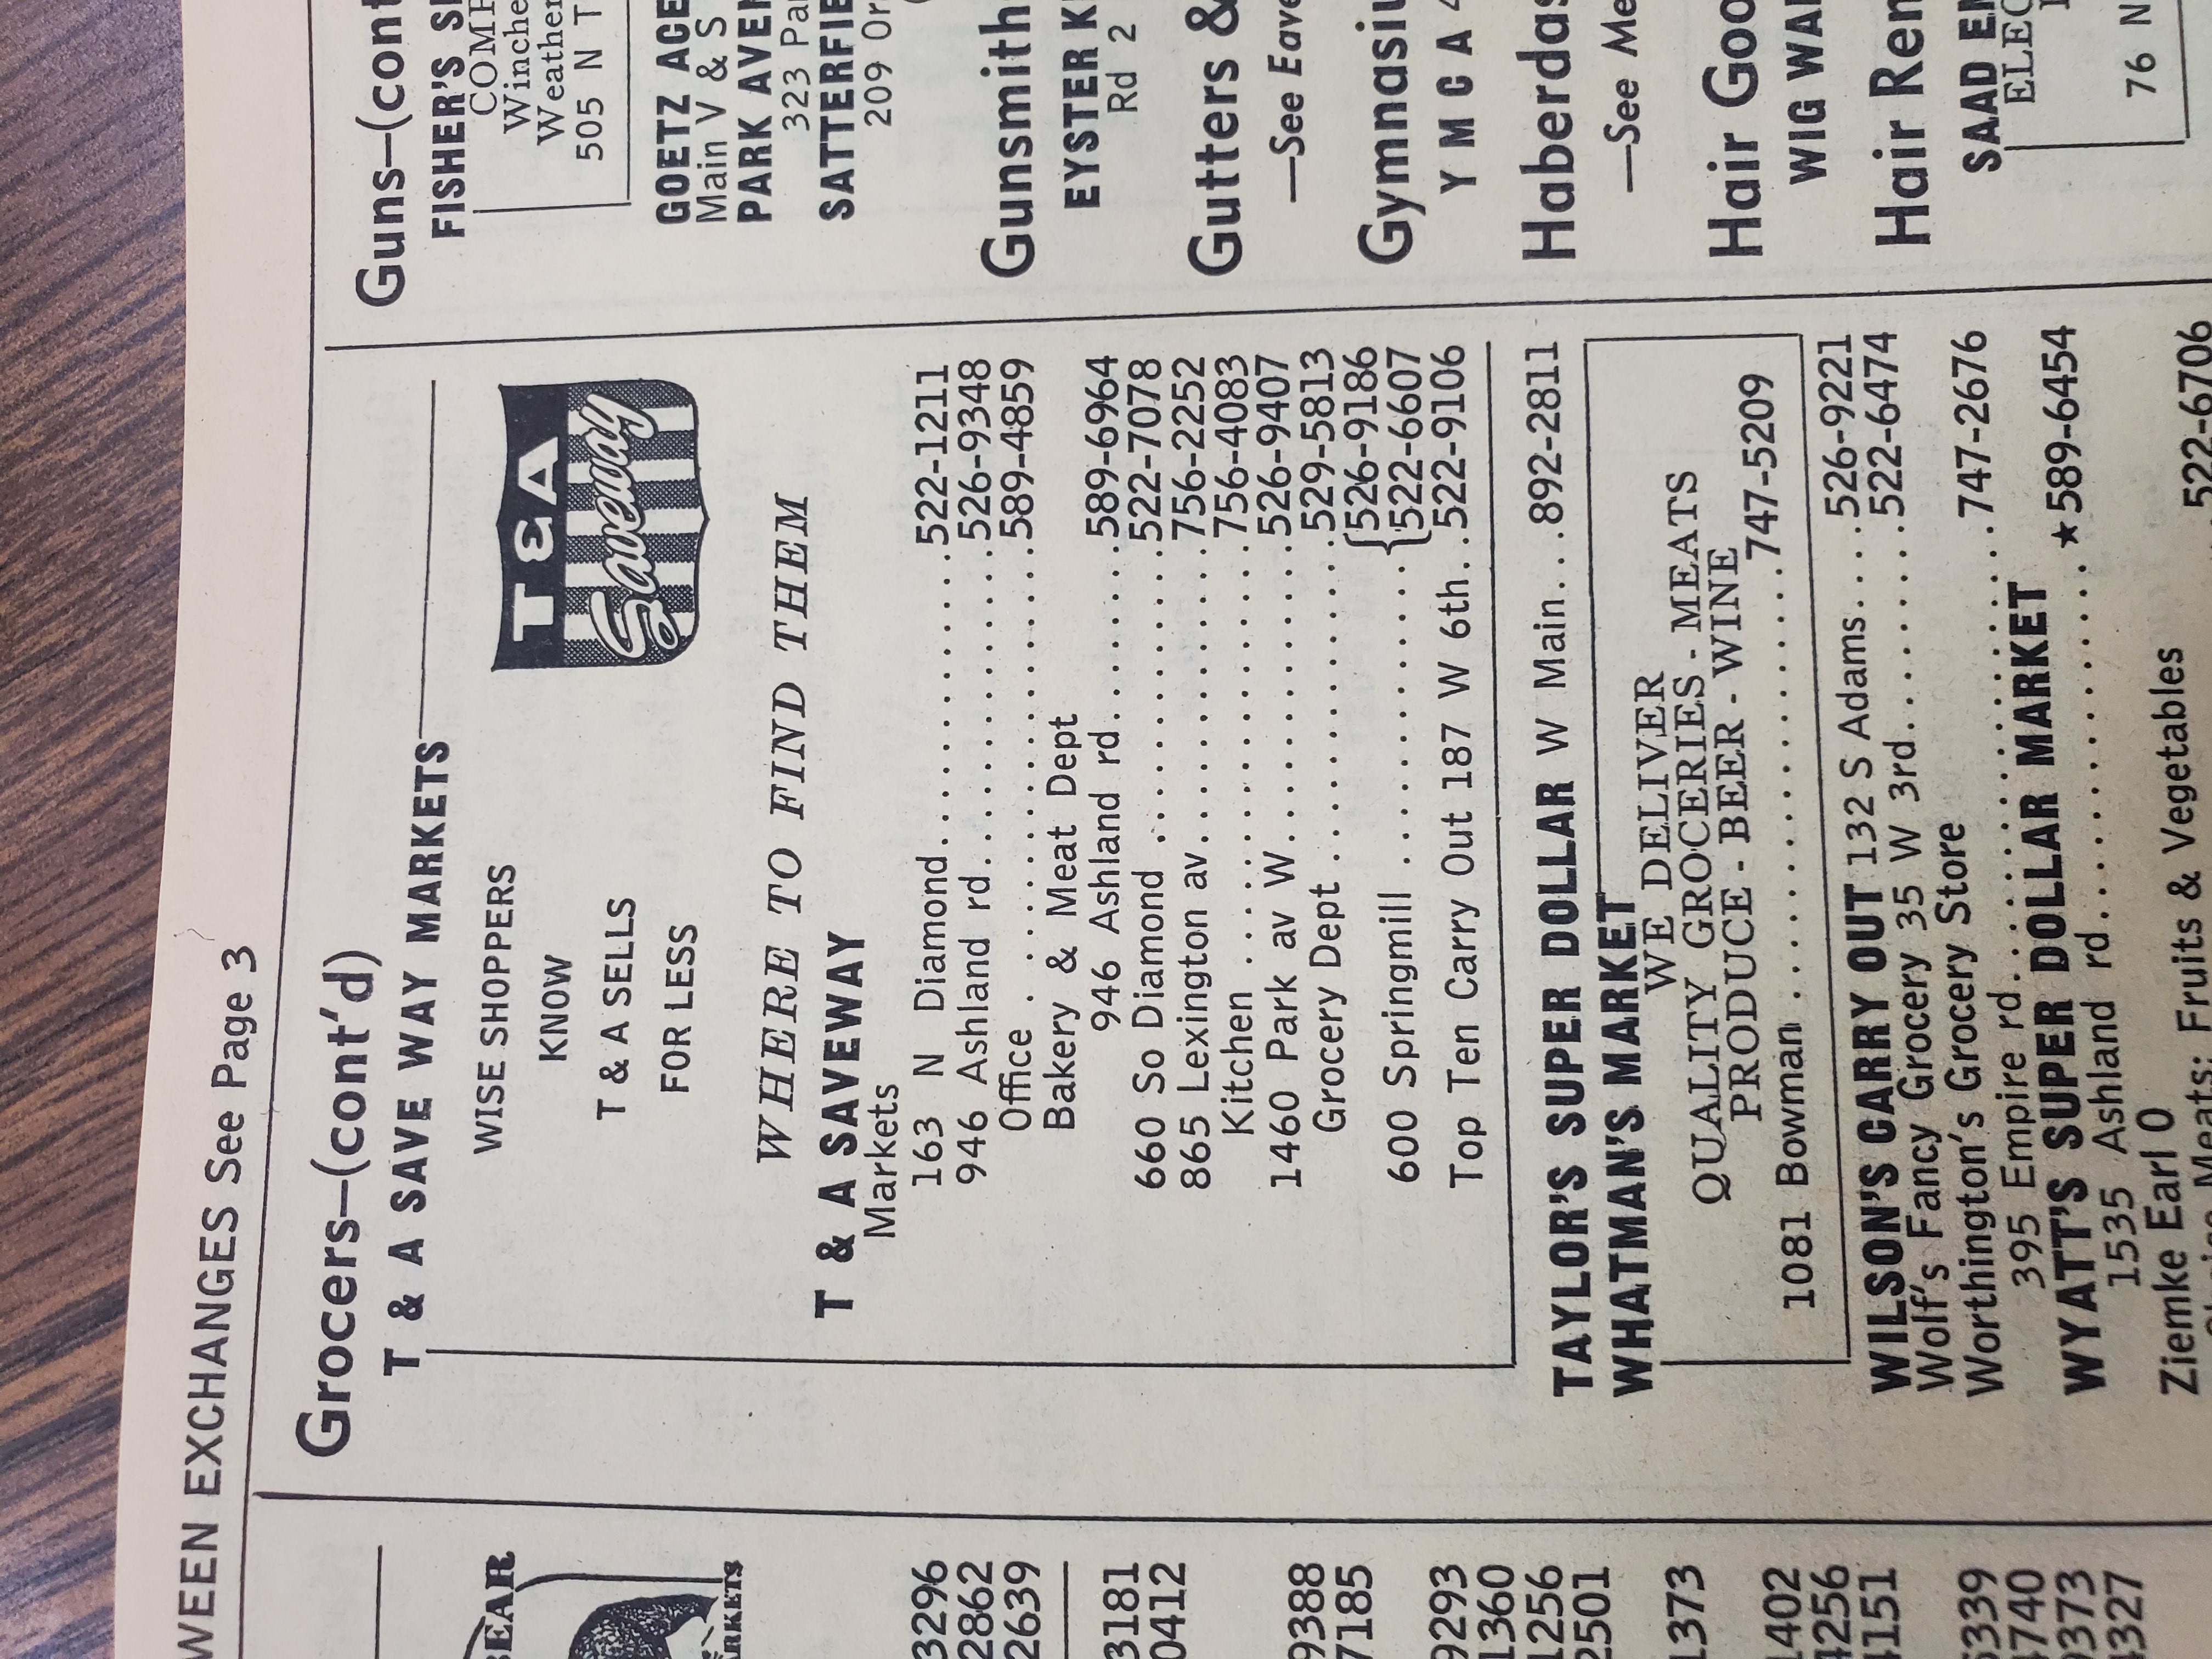 WEEN EXCHANGES See Page 3
BEAR
ARKETS
3296
2862
2639
3181
0412
9388
7185
9293
1360
1256
2501
1373
1402
4256
4151
5339
4740
9373
4327
Grocers—(cont'd)
T & A SAVE WAY MARKETS
WISE SHOPPERS
KNOW
T & A SELLS
FOR LESS
T & A
Saveway
WHERE TO FIND THEM
T & A SAVEWAY
Markets
163 N Diamond..........522-1211
946 Ashland rd..........526-9348
Office..........589-4859
Bakery & Meat Dept
946 Ashland rd..........589-6964
660 So Diamond..........522-7078
865 Lexington av..........756-2252
Kitchen..........756-4083
1460 Park av W..........526-9407
Grocery Dept..........529-5813
{526-9186
600 Springmill..........{522-6607
Top Ten Carry Out 187 W 6th..522-9106
TAYLOR'S SUPER DOLLAR W Main...892-2811
WHATMAN'S MARKET
WE DELIVER
QUALITY GROCERIES - MEATS
PRODUCE - BEER - WINE
1081 Bowman..........747-5209
WILSON'S CARRY OUT 132 S Adams....526-9221
Wolf's Fancy Grocery 35 W 3rd........522-6474
Worthington's Grocery Store
395 Empire rd..........747-2676
WYATT'S SUPER DOLLAR MARKET
1535 Ashland rd..........★589-6454
Ziemke Earl O
Meats: Fruits & Vegetables
522-6706
Guns—(cont
FISHER'S
COMP
Winche
Weather
505 N T
GOETZ AGE
Main V & S
PARK AVEN
323 Pa
SATTERFIE
209 Or
Gunsmith
EYSTER K
Rd 2
Gutters &
—See Eave
Gymnasiu
Y M C A 4
Haberdas
—See Me
Hair Goo
WIG WA
Hair Rem
SAAD E
ELEC
76 N